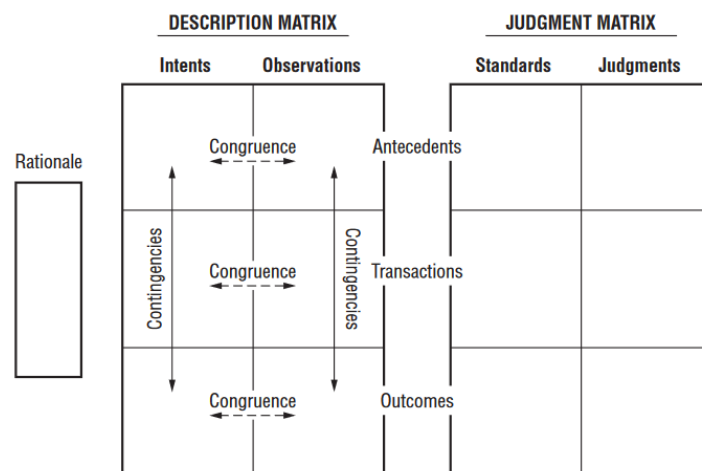 DESCRIPTION MATRIX
JUDGMENT MATRIX
Intents
Observations
Standards
Judgments
Rationale
Congruence
Antecedents
Contingencies
Congruence
Contingencies
Transactions
Congruence
Outcomes